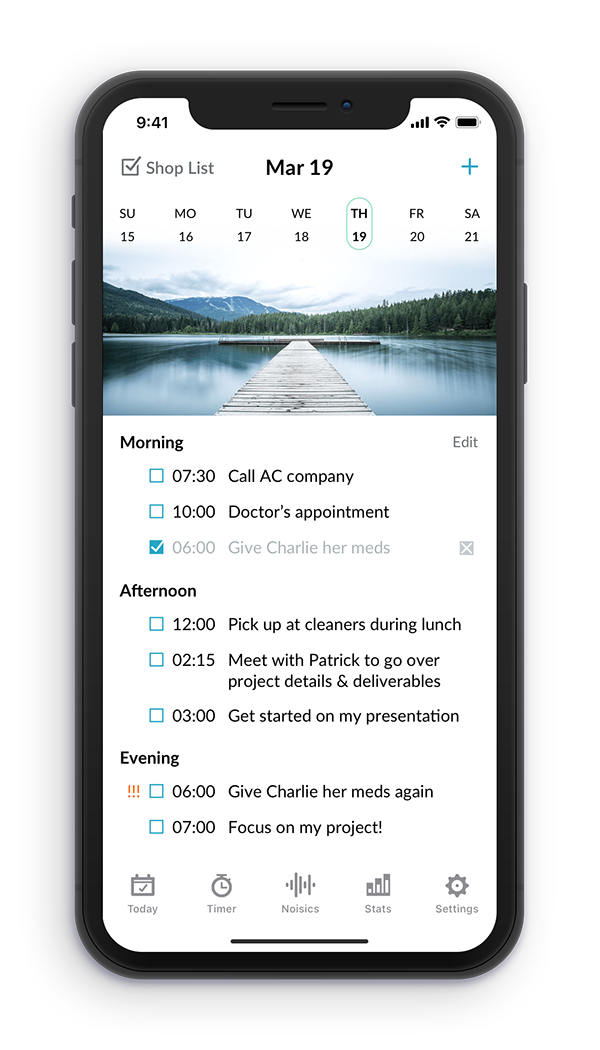 9:41
Shop List Mar 19 +
SU MO TU WE TH FR SA
15 16 17 18 19 20 21
Morning Edit
07:30 Call AC company
10:00 Doctor’s appointment
06:00 Give Charlie her meds
Afternoon
12:00 Pick up at cleaners during lunch
02:15 Meet with Patrick to go over
project details & deliverables
03:00 Get started on my presentation
Evening
!!! 06:00 Give Charlie her meds again
07:00 Focus on my project!
Today Timer Noisics Stats Settings